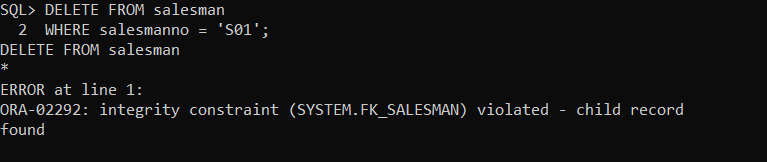 SQL> DELETE FROM salesman
  2  WHERE salesmanno = 'S01';
DELETE FROM salesman
*
ERROR at line 1:
ORA-02292: integrity constraint (SYSTEM.FK_SALESMAN) violated - child record
found